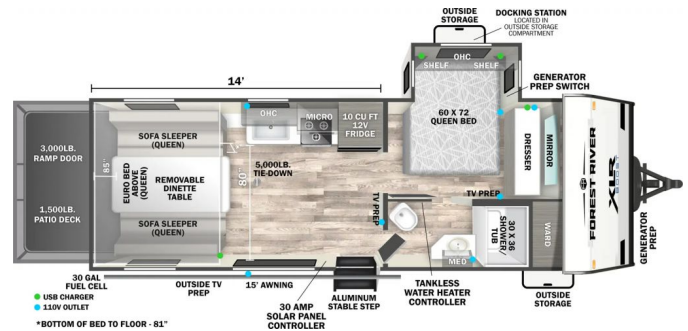 OUTSIDE
STORAGE
DOCKING STATION
LOCATED IN
OUTSIDE STORAGE
COMPARTMENT
14'
OHC
SHELF
SHELF
GENERATOR
PREP SWITCH
3,000LB.
RAMP DOOR
1,500LB.
PATIO DECK
SOFA SLEEPER
(QUEEN)
EURO BED
ABOVE
(QUEEN)
85"
REMOVABLE
DINETTE
TABLE
SOFA SLEEPER
(QUEEN)
OHC
MICRO
10 CU FT
12V
FRIDGE
5,000LB.
TIE-DOWN
80"
60 X 72
QUEEN BED
DRESSER
MIRROR
TV PREP
TV PREP
30 X 36
SHOWER/
TUB
WARD
MED
FOREST RIVER
XLR
BOOST
GENERATOR
PREP
30 GAL
FUEL CELL
OUTSIDE TV
PREP
15' AWNING
30 AMP
SOLAR PANEL
CONTROLLER
ALUMINUM
STABLE STEP
TANKLESS
WATER HEATER
CONTROLLER
OUTSIDE
STORAGE
USB CHARGER
110V OUTLET
*BOTTOM OF BED TO FLOOR - 81"